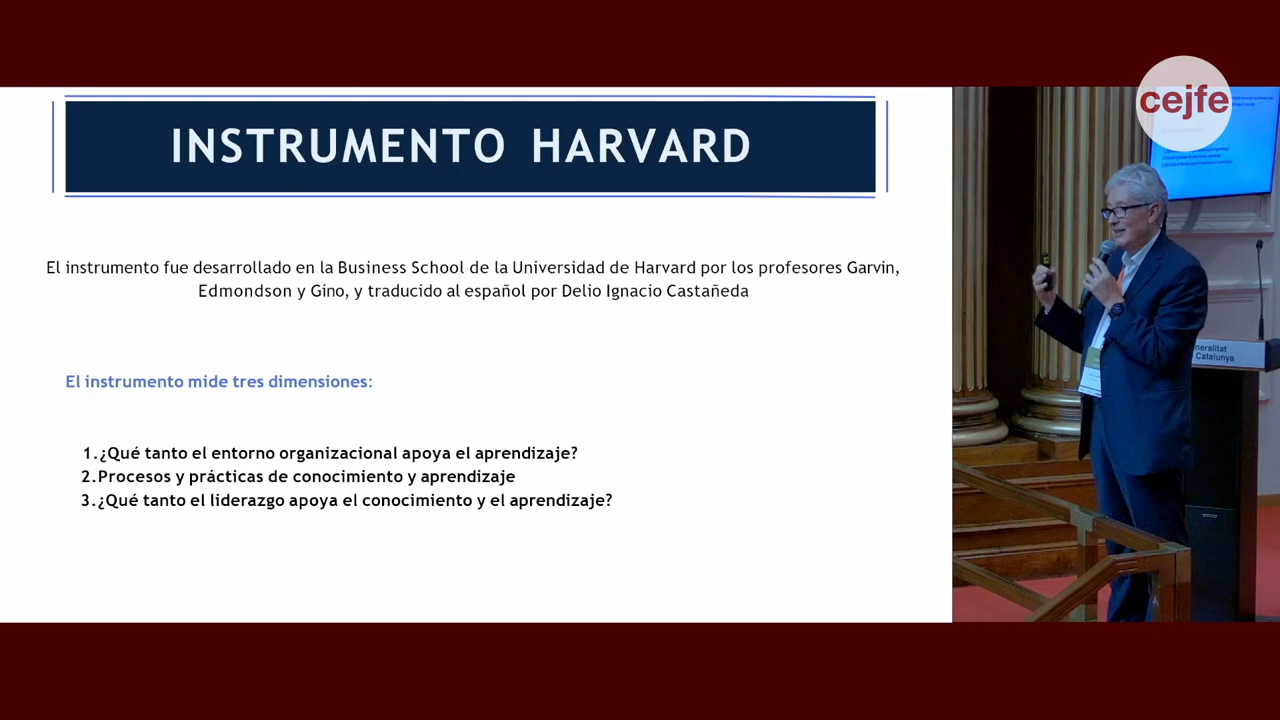 cejfe
INSTRUMENTO HARVARD
El instrumento fue desarrollado en la Business School de la Universidad de Harvard por los profesores Garvin,
Edmondson y Gino, y traducido al español por Delio Ignacio Castañeda
El instrumento mide tres dimensiones:
1.¿Qué tanto el entorno organizacional apoya el aprendizaje?
2.Procesos y prácticas de conocimiento y aprendizaje
3.¿Qué tanto el liderazgo apoya el conocimiento y el aprendizaje?
Catalunya